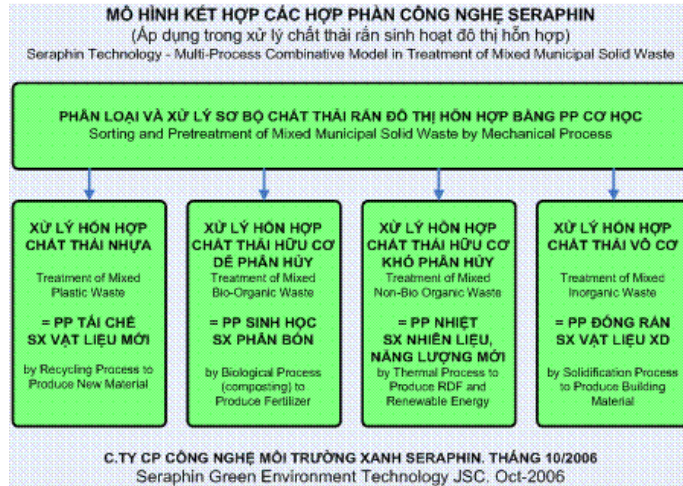 MÔ HÌNH KẾT HỢP CÁC HỢP PHẦN CÔNG NGHỆ SERAPHIN
(Áp dụng trong xử lý chất thải rắn sinh hoạt đô thị hỗn hợp)
Seraphin Technology - Multi-Process Combinative Model in Treatment of Mixed Municipal Solid Waste
PHÂN LOẠI VÀ XỬ LÝ SƠ BỘ CHẤT THẢI RẮN ĐÔ THỊ HỖN HỢP BẰNG PP CƠ HỌC
Sorting and Pretreatment of Mixed Municipal Solid Waste by Mechanical Process
XỬ LÝ HỖN HỢP
CHẤT THẢI NHỰA
Treatment of Mixed
Plastic Waste
= PP TÁI CHẾ
SX VẬT LIỆU MỚI
by Recycling Process to
Produce New Material
XỬ LÝ HỖN HỢP
CHẤT THẢI HỮU CƠ
DỄ PHÂN HỦY
Treatment of Mixed
Bio-Organic Waste
= PP SINH HỌC
SX PHÂN BÓN
by Biological Process
(composting) to
Produce Fertilizer
XỬ LÝ HỖN HỢP
CHẤT THẢI HỮU CƠ
KHÓ PHÂN HỦY
Treatment of Mixed
Non-Bio Organic Waste
= PP NHIỆT
SX NHIÊN LIỆU,
NĂNG LƯỢNG MỚI
by Thermal Process to
Produce RDF and
Renewable Energy
XỬ LÝ HỖN HỢP
CHẤT THẢI VÔ CƠ
Treatment of Mixed
Inorganic Waste
= PP ĐÓNG RẮN
SX VẬT LIỆU XD
by Solidification Process
to Produce Building
Material
C.TY CP CÔNG NGHỆ MÔI TRƯỜNG XANH SERAPHIN. THÁNG 10/2006
Seraphin Green Environment Technology JSC. Oct-2006